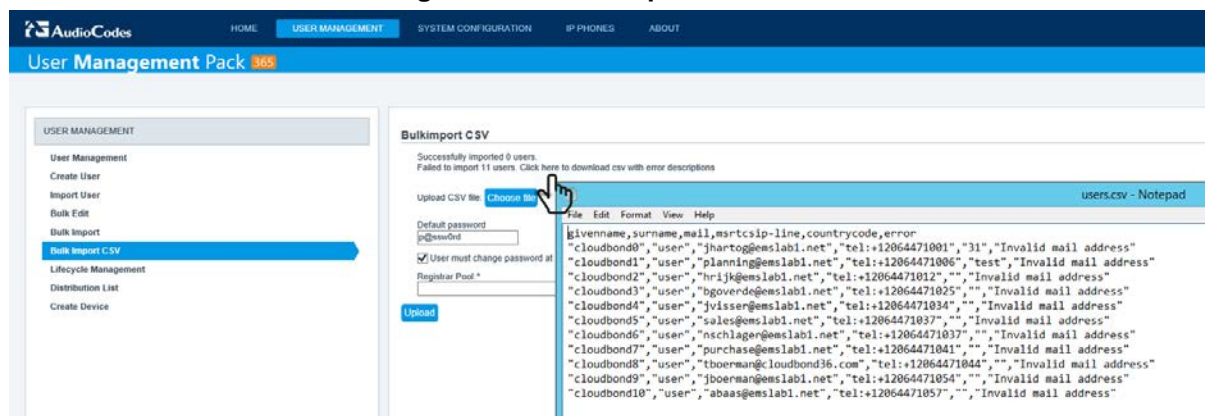 AudioCodes HOME USER MANAGEMENT SYSTEM CONFIGURATION IP PHONES ABOUT
User Management Pack 365
USER MANAGEMENT
User Management
Create User
Import User
Bulk Edit
Bulk Import
Bulk Import CSV
Lifecycle Management
Distribution List
Create Device
Bulkimport CSV
Successfully imported 0 users.
Failed to import 11 users. Click here to download csv with error descriptions
Upload CSV file: Choose file
Default password
p@ssw0rd
User must change password at
Registrar Pool *
Upload
users.csv - Notepad
File Edit Format View Help
givenname,surname,mail,msrtcsip-line,countrycode,error
"cloudbond0","user","jhartog@emslab1.net","tel:+12064471001","31","Invalid mail address"
"cloudbond1","user","planning@emslab1.net","tel:+12064471006","test","Invalid mail address"
"cloudbond2","user","hrijk@emslab1.net","tel:+12064471012","","Invalid mail address"
"cloudbond3","user","bgoverde@emslab1.net","tel:+12064471025","","Invalid mail address"
"cloudbond4","user","jvisser@emslab1.net","tel:+12064471034","","Invalid mail address"
"cloudbond5","user","sales@emslab1.net","tel:+12064471037","","Invalid mail address"
"cloudbond6","user","nschlager@emslab1.net","tel:+12064471037","","Invalid mail address"
"cloudbond7","user","purchase@emslab1.net","tel:+12064471041","","Invalid mail address"
"cloudbond8","user","tboerman@cloudbond36.com","tel:+12064471044","","Invalid mail address"
"cloudbond9","user","jboerman@emslab1.net","tel:+12064471054","","Invalid mail address"
"cloudbond10","user","abaas@emslab1.net","tel:+12064471057","","Invalid mail address"